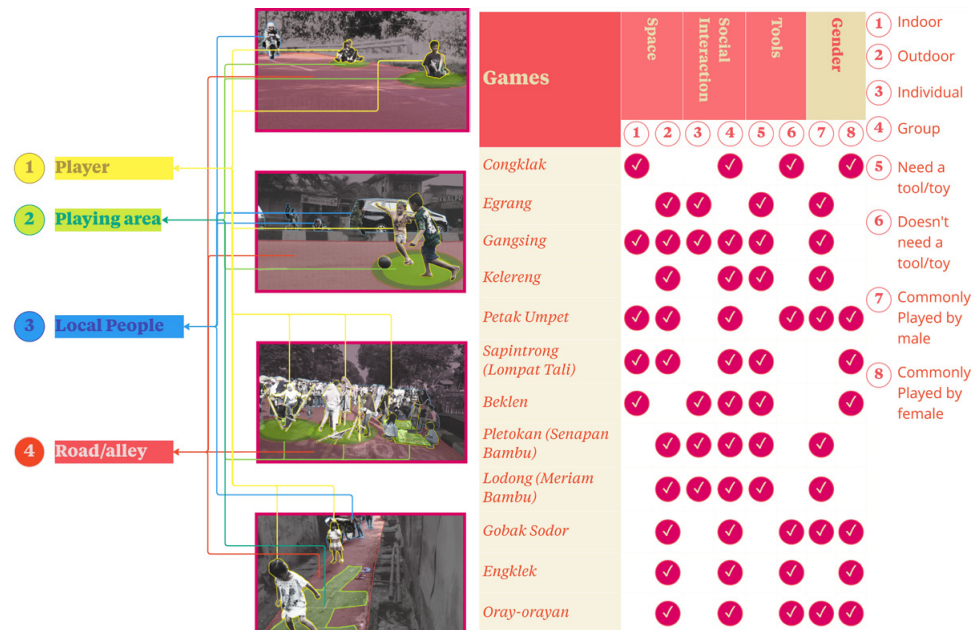 1 Player
2 Playing area
3 Local People
4 Road/alley
Games
Space
Social
Interaction
Tools
Gender
1 2 3 4 5 6 7 8
Congklak
Egrang
Gangsing
Kelereng
Petak Umpet
Sapintrong
(Lompat Tali)
Beklen
Pletokan (Senapan
Bambu)
Lodong (Meriam
Bambu)
Gobak Sodor
Engklek
Oray-orayan
1 Indoor
2 Outdoor
3 Individual
4 Group
5 Need a
tool/toy
6 Doesn't
need a
tool/toy
7 Commonly
Played by
male
8 Commonly
Played by
female